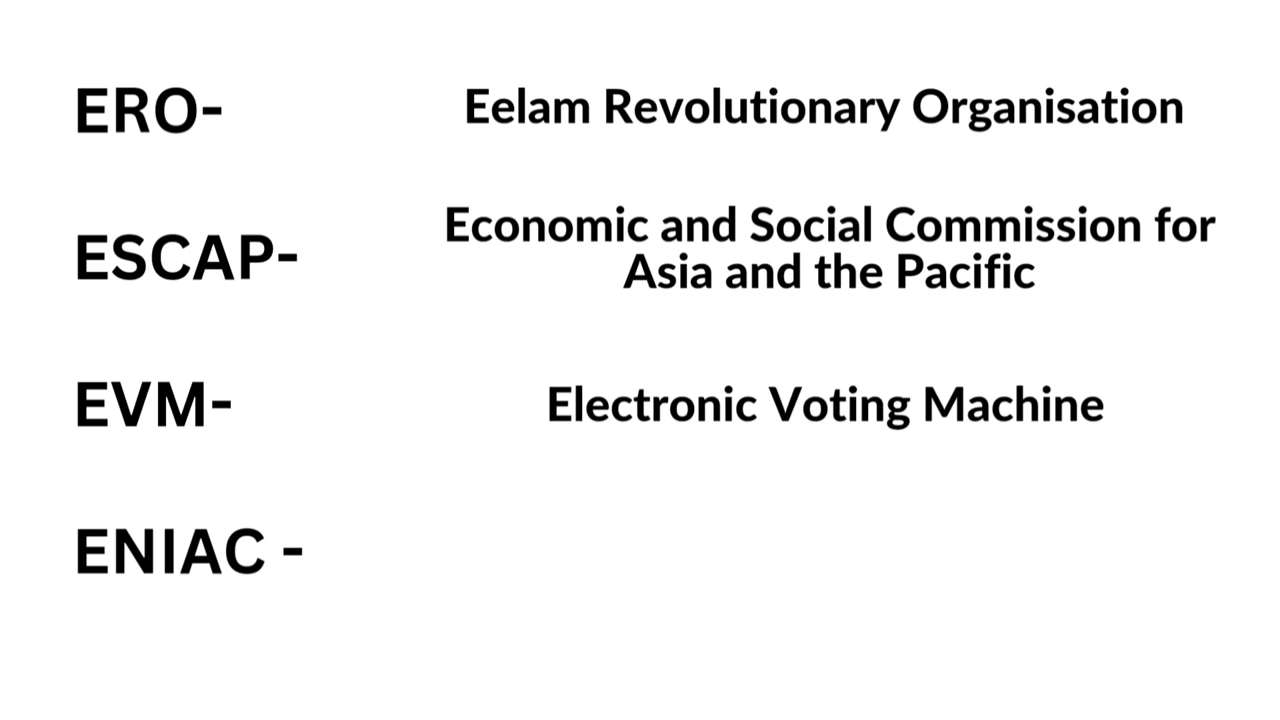 ERO- Eelam Revolutionary Organisation
ESCAP- Economic and Social Commission for
Asia and the Pacific
EVM- Electronic Voting Machine
ENIAC -